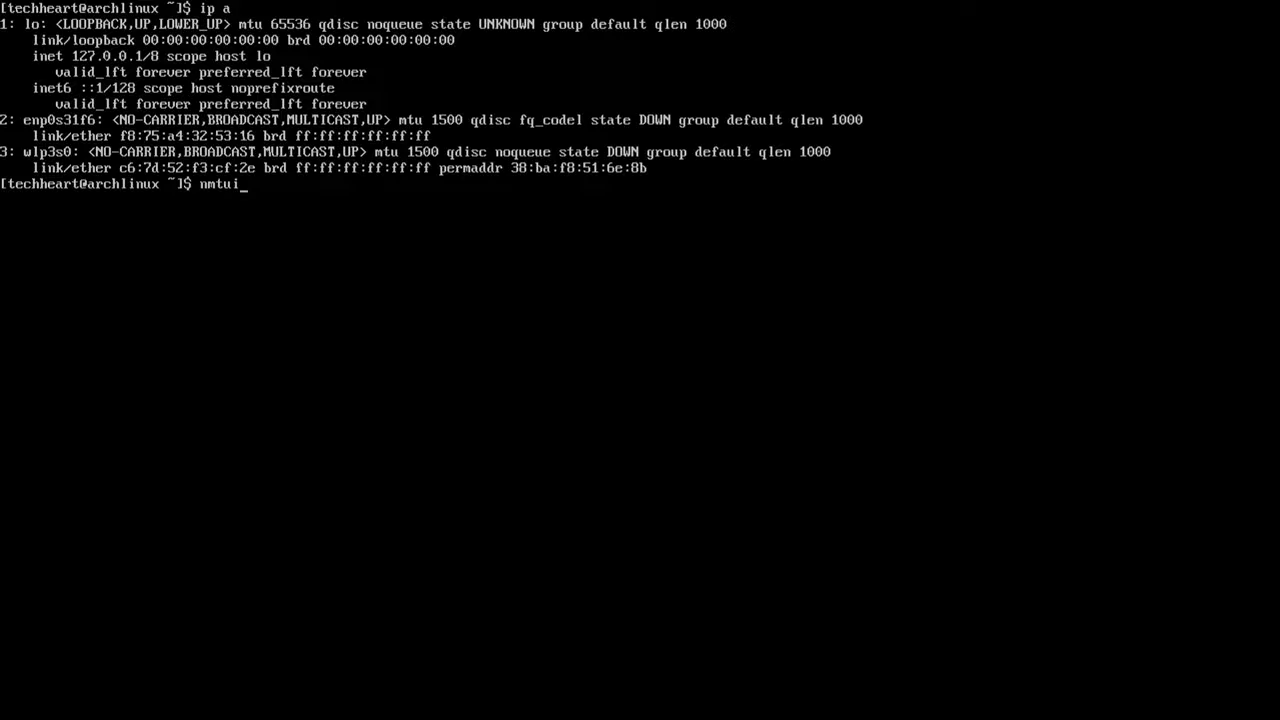 [techheart@archlinux ~]$ ip a
1: lo: <LOOPBACK,UP,LOWER_UP> mtu 65536 qdisc noqueue state UNKNOWN group default qlen 1000
    link/loopback 00:00:00:00:00:00 brd 00:00:00:00:00:00
    inet 127.0.0.1/8 scope host lo
       valid_lft forever preferred_lft forever
    inet6 ::1/128 scope host noprefixroute
       valid_lft forever preferred_lft forever
2: enp0s31f6: <NO-CARRIER,BROADCAST,MULTICAST,UP> mtu 1500 qdisc fq_codel state DOWN group default qlen 1000
    link/ether f8:75:a4:32:53:16 brd ff:ff:ff:ff:ff:ff
3: wlp3s0: <NO-CARRIER,BROADCAST,MULTICAST,UP> mtu 1500 qdisc noqueue state DOWN group default qlen 1000
    link/ether c6:7d:52:f3:cf:2e brd ff:ff:ff:ff:ff:ff permaddr 38:ba:f8:51:6e:8b
[techheart@archlinux ~]$ nmtui_